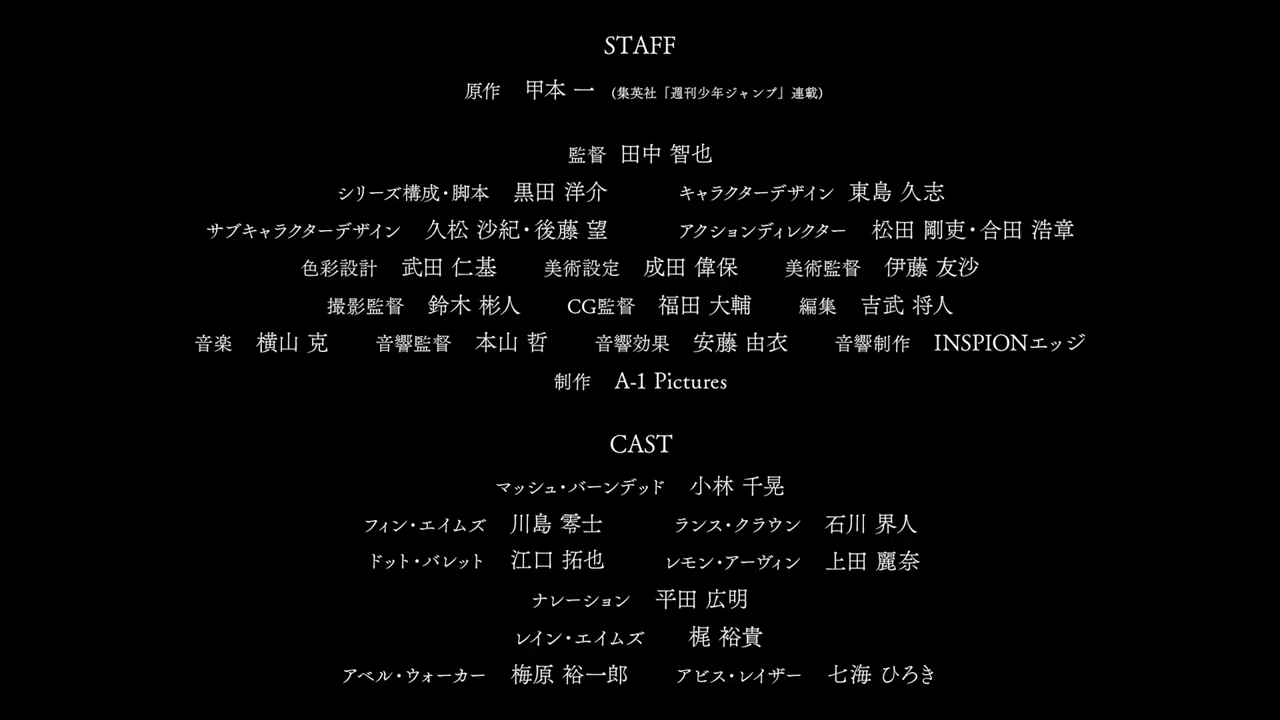 STAFF
原作 甲本 一 (集英社「週刊少年ジャンプ」連載)
監督 田中 智也
シリーズ構成・脚本 黒田 洋介 キャラクターデザイン 東島 久志
サブキャラクターデザイン 久松 沙紀・後藤 望 アクションディレクター 松田 剛吏・合田 浩章
色彩設計 武田 仁基 美術設定 成田 偉保 美術監督 伊藤 友沙
撮影監督 鈴木 彬人 CG監督 福田 大輔 編集 吉武 将人
音楽 横山 克 音響監督 本山 哲 音響効果 安藤 由衣 音響制作 INSPIONエッジ
制作 A-1 Pictures
CAST
マッシュ・バーンデッド 小林 千晃
フィン・エイムズ 川島 零士 ランス・クラウン 石川 界人
ドット・バレット 江口 拓也 レモン・アーヴィン 上田 麗奈
ナレーション 平田 広明
レイン・エイムズ 梶 裕貴
アベル・ウォーカー 梅原 裕一郎 アビス・レイザー 七海 ひろき